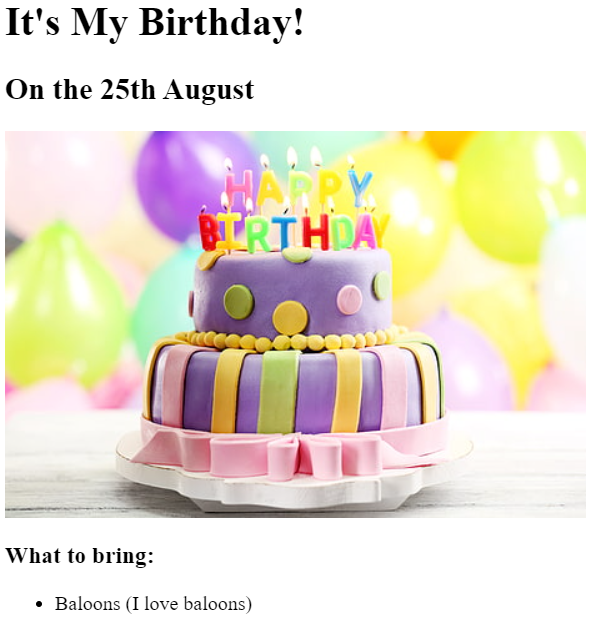 It's My Birthday!
On the 25th August
HAPPY
BIRTHDAY
What to bring:
Baloons (I love baloons)